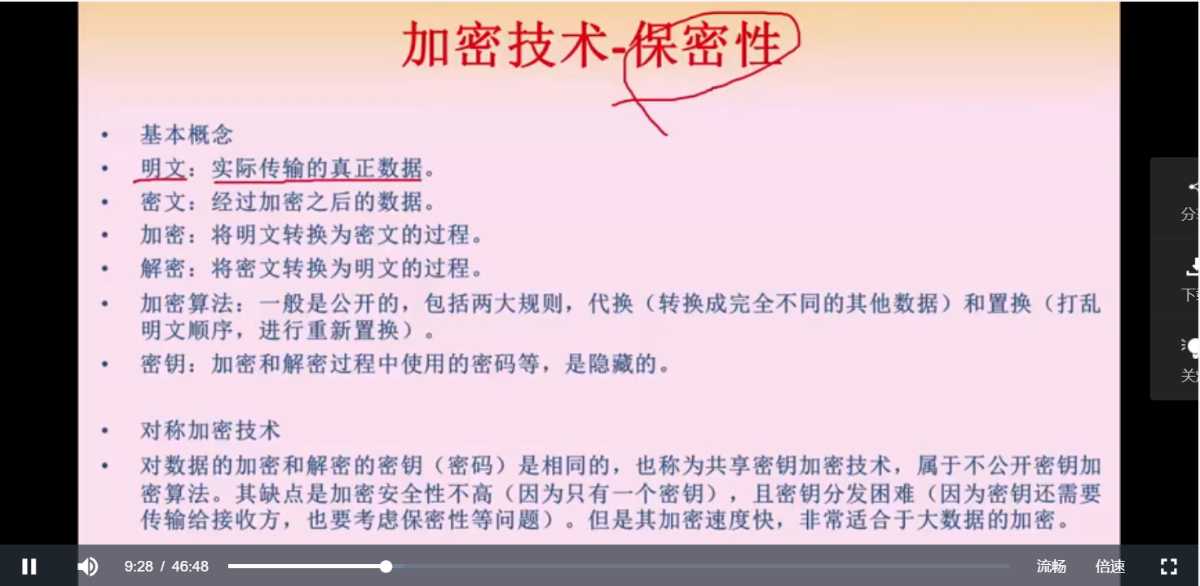 加密技术-保密性
• 基本概念
• 明文：实际传输的真正数据。
• 密文：经过加密之后的数据。
• 加密：将明文转换为密文的过程。
• 解密：将密文转换为明文的过程。
• 加密算法：一般是公开的，包括两大规则，代换（转换成完全不同的其他数据）和置换（打乱
明文顺序，进行重新置换）。
• 密钥：加密和解密过程中使用的密码等，是隐藏的。
• 对称加密技术
• 对数据的加密和解密的密钥（密码）是相同的，也称为共享密钥加密技术，属于不公开密钥加
密算法。其缺点是加密安全性不高（因为只有一个密钥），且密钥分发困难（因为密钥还需要
传输给接收方，也要考虑保密性等问题）。但是其加密速度快，非常适合于大数据的加密。
分
下
关
9:28 / 46:48 流畅 倍速